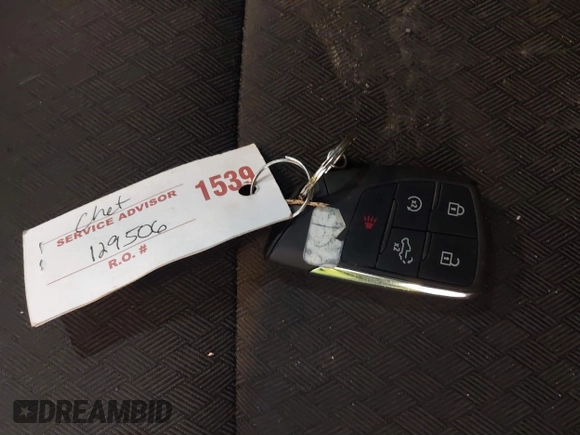 Chet
SERVICE ADVISOR
1539
129506
R.O. #
DREAMBID